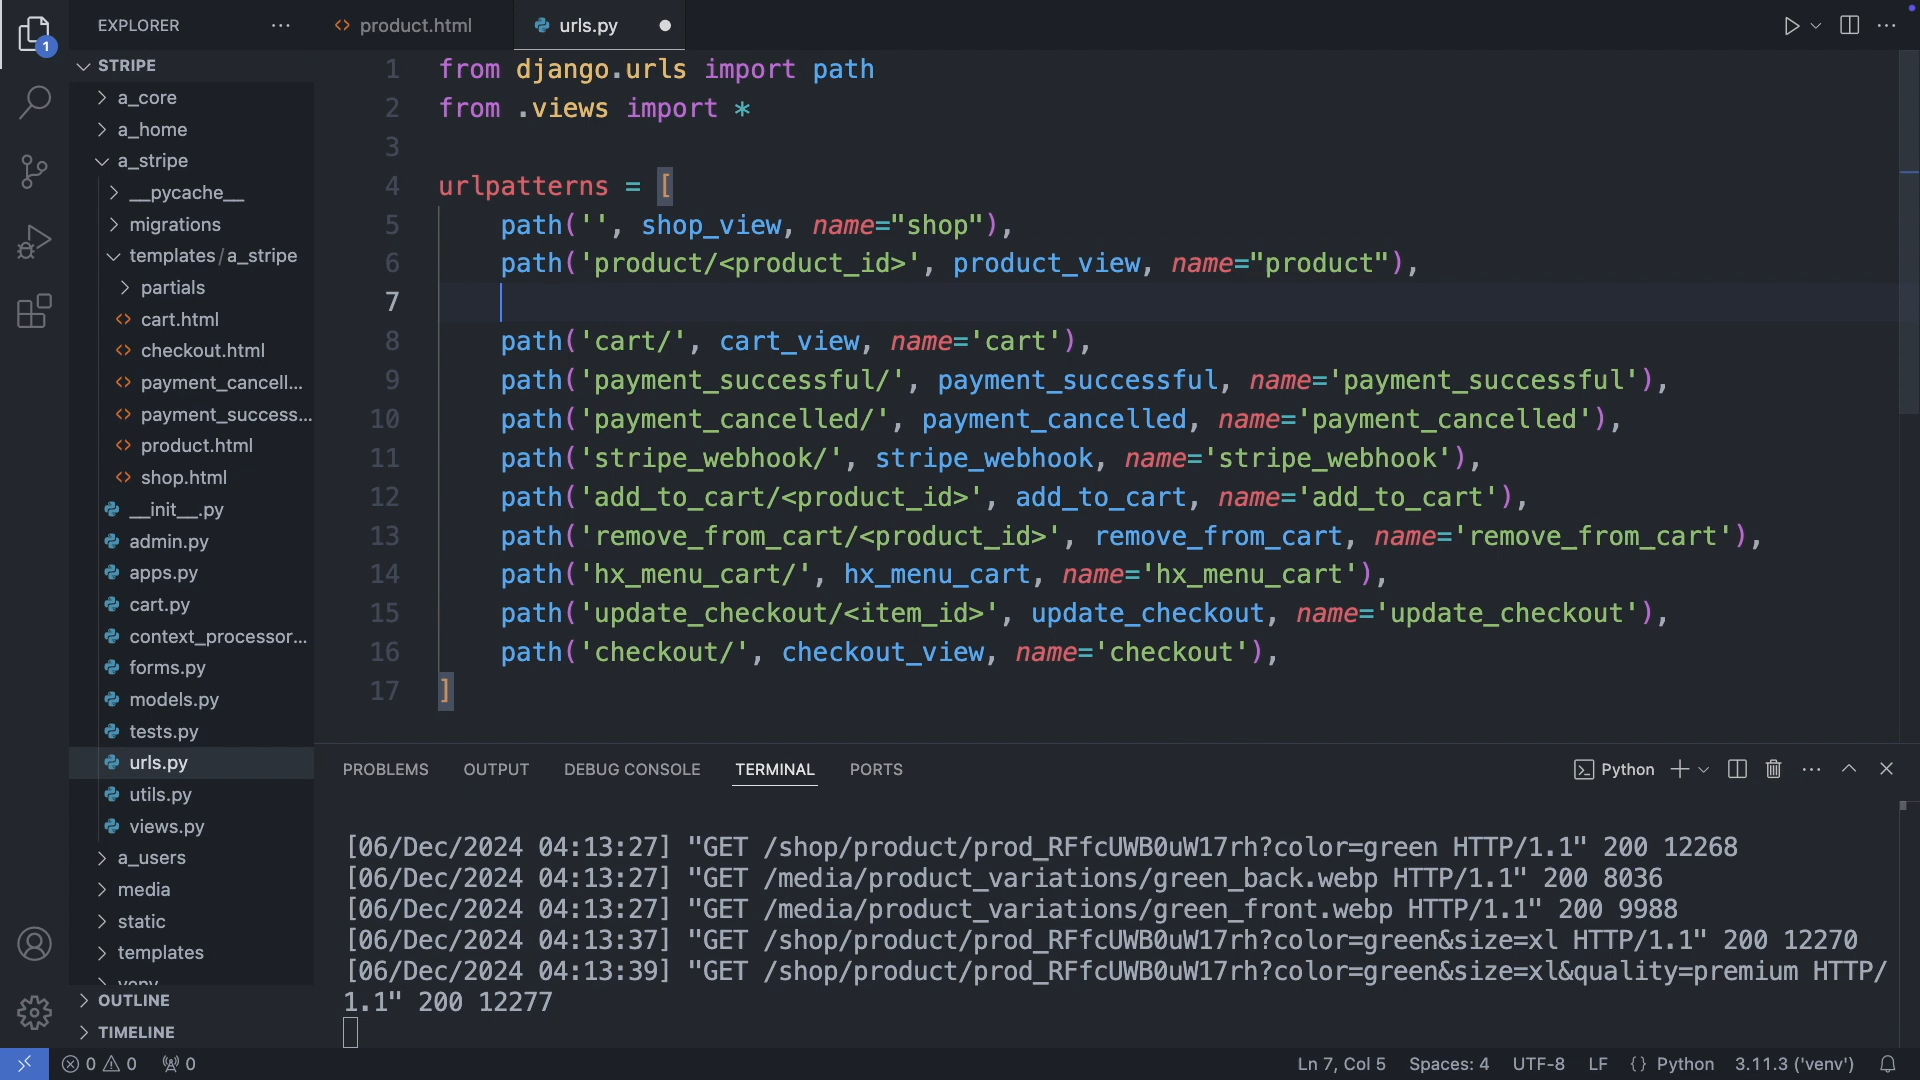 EXPLORER
product.html
urls.py
1
STRIPE
a_core
a_home
a_stripe
__pycache__
migrations
templates/a_stripe
partials
cart.html
checkout.html
payment_cancell...
payment_success...
product.html
shop.html
__init__.py
admin.py
apps.py
cart.py
context_processor...
forms.py
models.py
tests.py
urls.py
utils.py
views.py
a_users
media
static
templates
venv
OUTLINE
TIMELINE
1 from django.urls import path
2 from .views import *
3
4 urlpatterns = [
5 path('', shop_view, name="shop"),
6 path('product/<product_id>', product_view, name="product"),
7
8 path('cart/', cart_view, name='cart'),
9 path('payment_successful/', payment_successful, name='payment_successful'),
10 path('payment_cancelled/', payment_cancelled, name='payment_cancelled'),
11 path('stripe_webhook/', stripe_webhook, name='stripe_webhook'),
12 path('add_to_cart/<product_id>', add_to_cart, name='add_to_cart'),
13 path('remove_from_cart/<product_id>', remove_from_cart, name='remove_from_cart'),
14 path('hx_menu_cart/', hx_menu_cart, name='hx_menu_cart'),
15 path('update_checkout/<item_id>', update_checkout, name='update_checkout'),
16 path('checkout/', checkout_view, name='checkout'),
17 ]
PROBLEMS OUTPUT DEBUG CONSOLE TERMINAL PORTS Python
[06/Dec/2024 04:13:27] "GET /shop/product/prod_RFfcUWB0uW17rh?color=green HTTP/1.1" 200 12268
[06/Dec/2024 04:13:27] "GET /media/product_variations/green_back.webp HTTP/1.1" 200 8036
[06/Dec/2024 04:13:27] "GET /media/product_variations/green_front.webp HTTP/1.1" 200 9988
[06/Dec/2024 04:13:37] "GET /shop/product/prod_RFfcUWB0uW17rh?color=green&size=xl HTTP/1.1" 200 12270
[06/Dec/2024 04:13:39] "GET /shop/product/prod_RFfcUWB0uW17rh?color=green&size=xl&quality=premium HTTP/
1.1" 200 12277
0 0 0 Ln 7, Col 5 Spaces: 4 UTF-8 LF {} Python 3.11.3 ('venv')